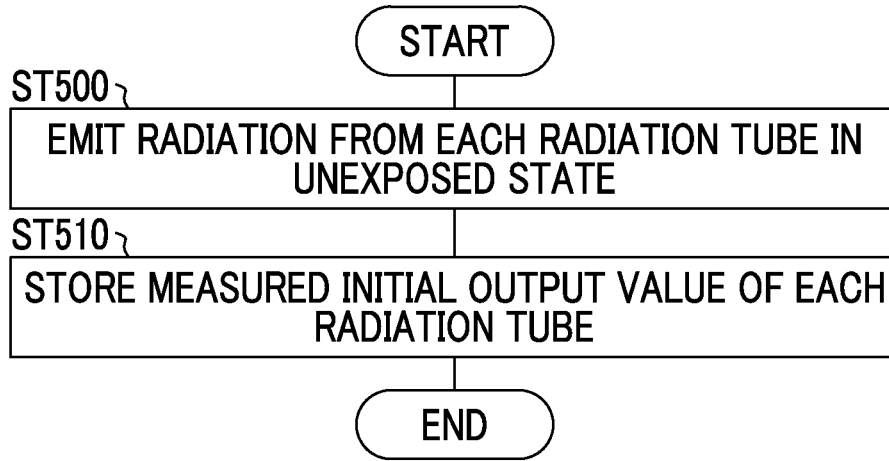 START
ST500
EMIT RADIATION FROM EACH RADIATION TUBE IN
UNEXPOSED STATE
ST510
STORE MEASURED INITIAL OUTPUT VALUE OF EACH
RADIATION TUBE
END